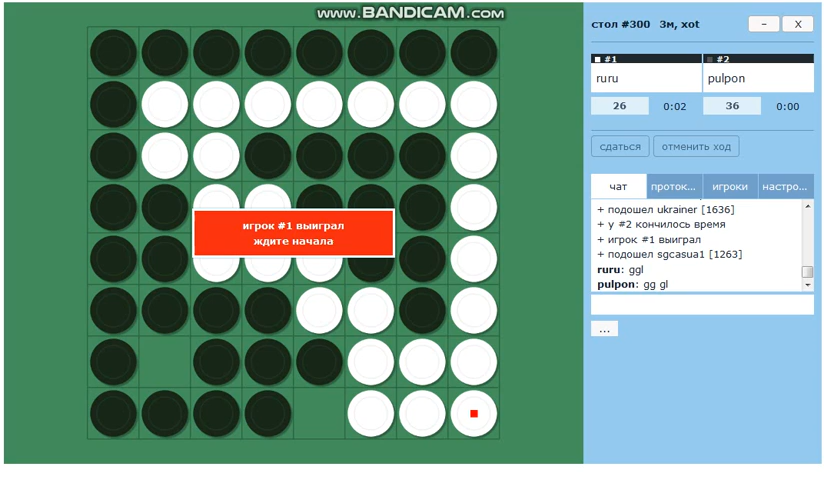 www.BANDICAM.com
стол #300 3м, xot
– X
#1 #2
ruru pulpon
26 0:02 36 0:00
сдаться отменить ход
чат проток... игроки настро...
+ подошел ukrainer [1636]
+ у #2 кончилось время
+ игрок #1 выиграл
+ подошел sgcasua1 [1263]
ruru: ggl
pulpon: gg gl
...
игрок #1 выиграл
ждите начала